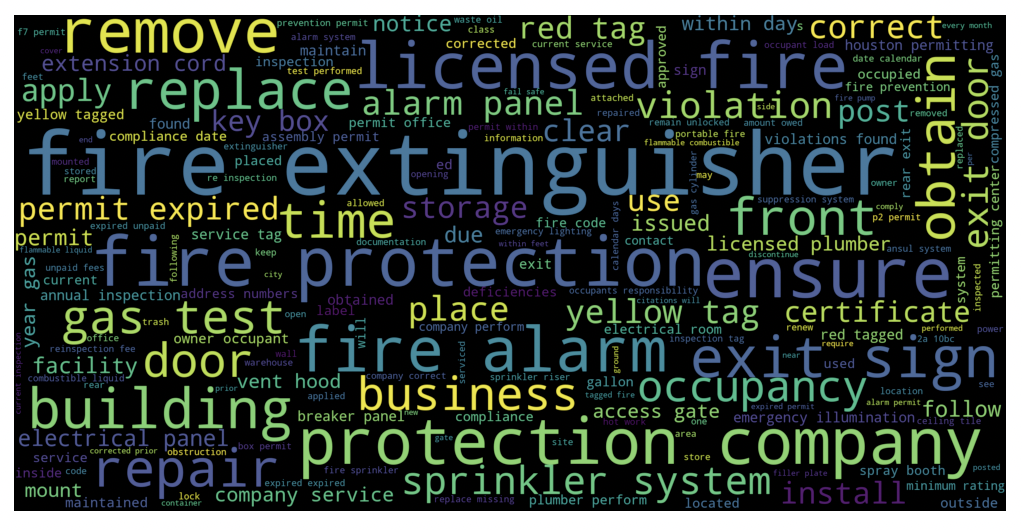 f7 permit
prevention permit
waste oil
notice
red tag
within days
correct
every month
remove
cover
alarm system
class
current service
extension cord
maintain
corrected
inspection
test performed
licensed fire
approved
sign
occupant load
houston permitting
date calendar
occupied
fire prevention
feet
apply
replace
fail safe
attached
alarm panel
repaired
violation
side
fire pump
post
removed
obtain
exit door
compressed gas
permitting center
yellow tagged
found
key box
permit office
clear
remain unlocked
amount owed
end
compliance date
assembly permit
permit within
information
portable fire
flammable combustible
violations found
rear exit
replaced
per
mounted
stored
report
extinguisher
placed
re inspection
fire extinguisher
ed
opening
may
gas cylinder
suppression system
owner
permit expired
time
allowed
storage
use
issued
front
comply
p2 permit
expired unpaid
fire code
emergency lighting
calendar days
permit
service tag
documentation
due
within feet
contact
licensed plumber
ansul system
flammable liquid
following
keep
exit
discontinue
system
inspected
year gas
unpaid fees
current
city
fire protection
ensure
annual inspection
address numbers
deficiencies
occupants responsibility
obtained
label
citations will
open
will
gas test
trash
office
place
company perform
yellow tag
certificate
renew
performed
power
owner occupant
reinspection fee
electrical room
red tagged
require
#2a 10bc
current inspection
facility
door
wall
warehouse
fire alarm
serviced
inspection tag
ground
near
exit sign
used
see
combustible liquid
rear
prior
vent hood
applied
company correct
sprinkler riser
tagged fire
gallon
occupancy
location
alarm permit
building
business
new
breaker panel
compliance
not work
access gate
expired permit
one
emergency illumination
follow
ceiling tile
electrical panel
box permit
gate
site
area
store
service
corrected prior
obstruction
protection company
inside
code
repair
fire sprinkler
filler plate
spray booth
posted
minimum rating
mount
expired expired
sprinkler system
install
maintained
lock
container
company service
replace missing
plumber perform
located
outside